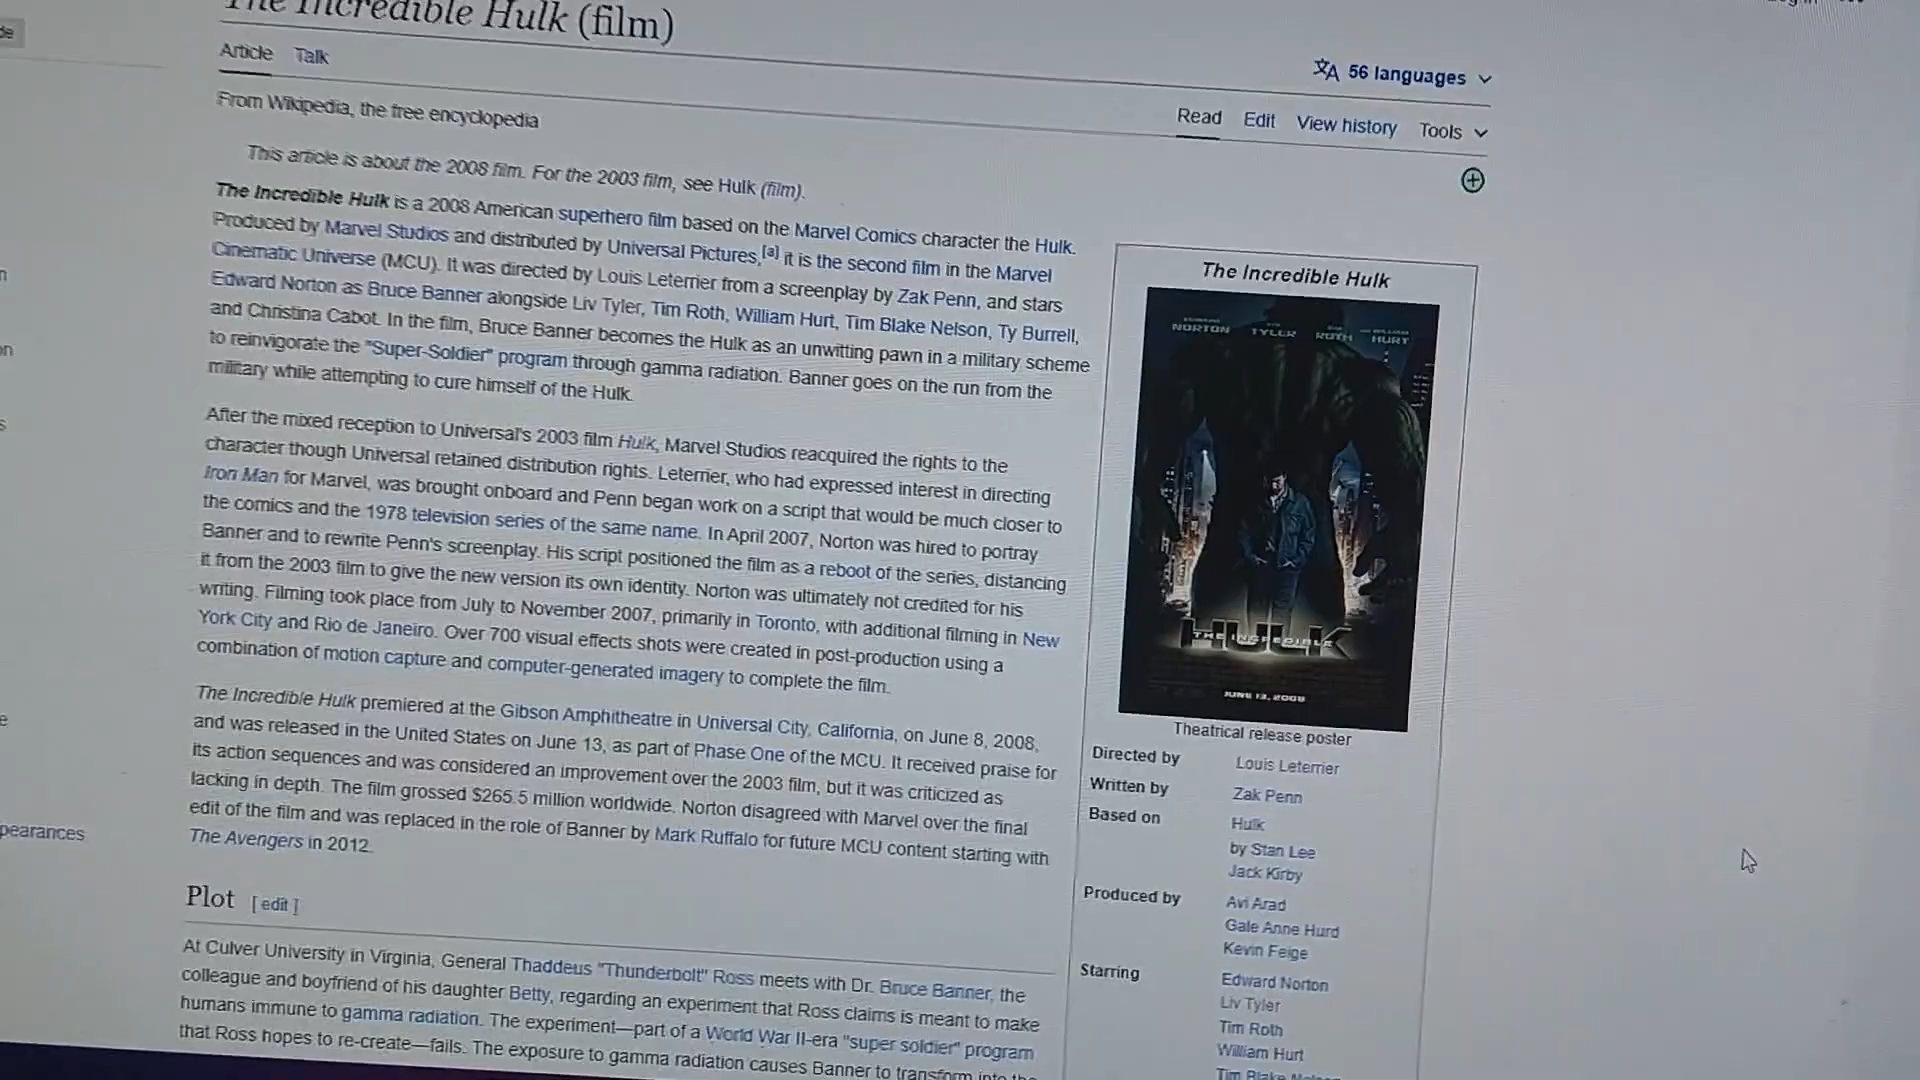 The Incredible Hulk (film)
Article Talk
文A 56 languages
From Wikipedia, the free encyclopedia
Read Edit View history Tools
This article is about the 2008 film. For the 2003 film, see Hulk (film).
The Incredible Hulk is a 2008 American superhero film based on the Marvel Comics character the Hulk.
Produced by Marvel Studios and distributed by Universal Pictures,[a] it is the second film in the Marvel
Cinematic Universe (MCU). It was directed by Louis Leterrier from a screenplay by Zak Penn, and stars
Edward Norton as Bruce Banner alongside Liv Tyler, Tim Roth, William Hurt, Tim Blake Nelson, Ty Burrell,
and Christina Cabot. In the film, Bruce Banner becomes the Hulk as an unwitting pawn in a military scheme
to reinvigorate the "Super-Soldier" program through gamma radiation. Banner goes on the run from the
military while attempting to cure himself of the Hulk.
After the mixed reception to Universal's 2003 film Hulk, Marvel Studios reacquired the rights to the
character though Universal retained distribution rights. Leterrier, who had expressed interest in directing
Iron Man for Marvel, was brought onboard and Penn began work on a script that would be much closer to
the comics and the 1978 television series of the same name. In April 2007, Norton was hired to portray
Banner and to rewrite Penn's screenplay. His script positioned the film as a reboot of the series, distancing
it from the 2003 film to give the new version its own identity. Norton was ultimately not credited for his
writing. Filming took place from July to November 2007, primarily in Toronto, with additional filming in New
York City and Rio de Janeiro. Over 700 visual effects shots were created in post-production using a
combination of motion capture and computer-generated imagery to complete the film.
The Incredible Hulk premiered at the Gibson Amphitheatre in Universal City, California, on June 8, 2008,
and was released in the United States on June 13, as part of Phase One of the MCU. It received praise for
its action sequences and was considered an improvement over the 2003 film, but it was criticized as
lacking in depth. The film grossed $265.5 million worldwide. Norton disagreed with Marvel over the final
edit of the film and was replaced in the role of Banner by Mark Ruffalo for future MCU content starting with
The Avengers in 2012.
Plot [ edit ]
At Culver University in Virginia, General Thaddeus "Thunderbolt" Ross meets with Dr. Bruce Banner, the
colleague and boyfriend of his daughter Betty, regarding an experiment that Ross claims is meant to make
humans immune to gamma radiation. The experiment—part of a World War II-era "super soldier" program
that Ross hopes to re-create—fails. The exposure to gamma radiation causes Banner to transform into the
The Incredible Hulk
NORTON TYLER ROTH HURT
THE INCREDIBLE
HULK
JUNE 13, 2008
Theatrical release poster
Directed by Louis Leterrier
Written by Zak Penn
Based on Hulk
by Stan Lee
Jack Kirby
Produced by Avi Arad
Gale Anne Hurd
Kevin Feige
Starring Edward Norton
Liv Tyler
Tim Roth
William Hurt
Tim Blake Nelson
pearances